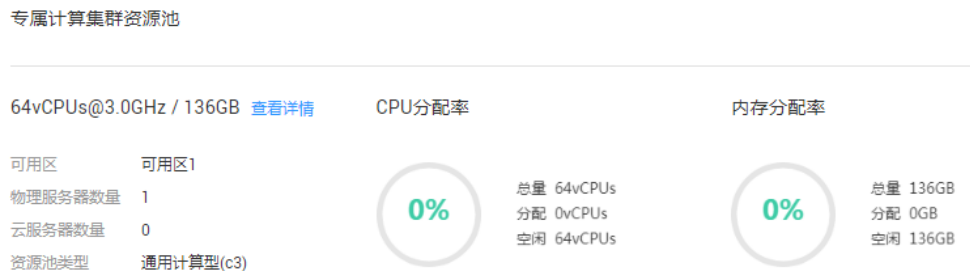 专属计算集群资源池
64vCPUs@3.0GHz / 136GB 查看详情
可用区 可用区1
物理服务器数量 1
云服务器数量 0
资源池类型 通用计算型(c3)
CPU分配率
0%
总量 64vCPUs
分配 0vCPUs
空闲 64vCPUs
内存分配率
0%
总量 136GB
分配 0GB
空闲 136GB